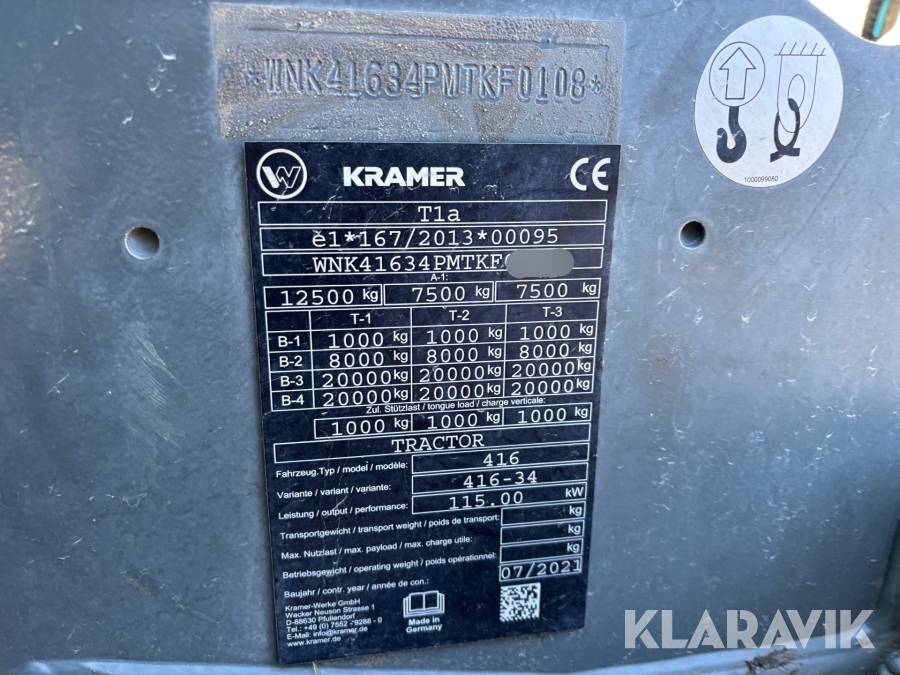 *WNK41634PMTKF0108*
1000099080
W KRAMER CE
T1a
e1*167/2013*00095
WNK41634PMTKF
A-1:
12500 kg 7500 kg 7500 kg
T-1 T-2 T-3
B-1 1000 kg 1000 kg 1000 kg
B-2 8000 kg 8000 kg 8000 kg
B-3 20000 kg 20000 kg 20000 kg
B-4 20000 kg 20000 kg 20000 kg
Zul. Stützlast / tongue load / charge verticale:
1000 kg 1000 kg 1000 kg
TRACTOR
Fahrzeug.Typ / model / modèle: 416
Variante / variant / variante: 416-34
Leistung / output / performance: 115.00 kW
Transportgewicht / transport weight / poids de transport: kg
Max. Nutzlast / max. payload / max. charge utile: kg
Betriebsgewicht / operating weight / poids opérationnel: kg
Baujahr / contr. year / année de con.: 07/2021
Kramer-Werke GmbH
Wacker Neuson Strasse 1
D-88630 Pfullendorf
Tel.: +49 (0) 7552 - 9288 - 0
E-Mail: info@kramer.de
www.kramer.de
Made in
Germany
KLARAVIK